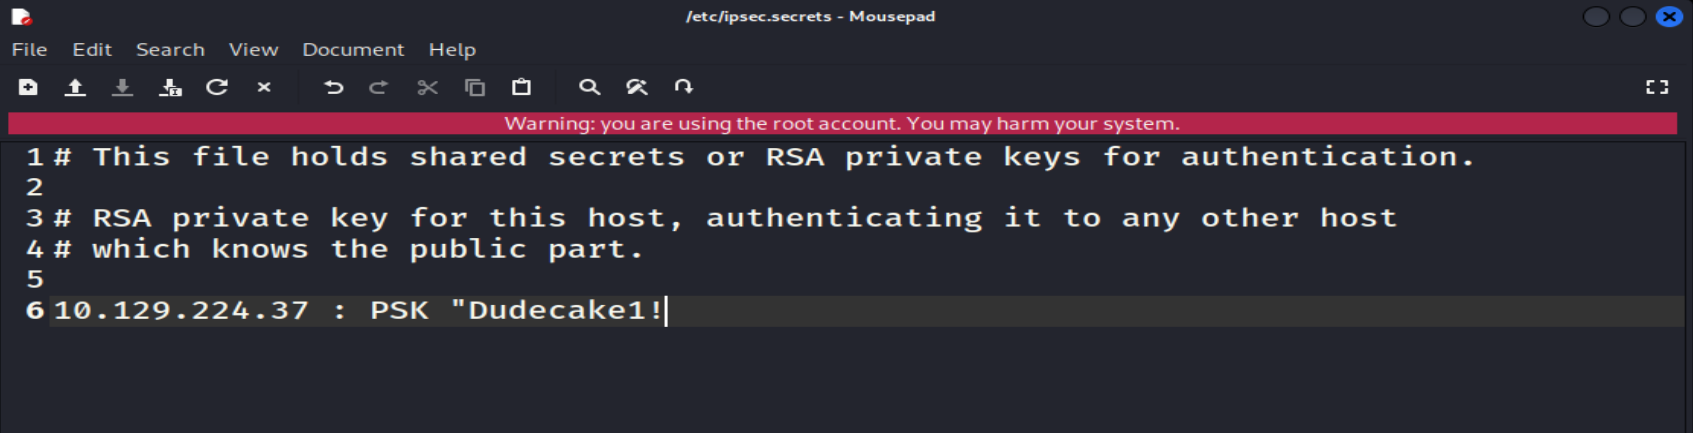 /etc/ipsec.secrets - Mousepad
File Edit Search View Document Help
Warning: you are using the root account. You may harm your system.
1 # This file holds shared secrets or RSA private keys for authentication.
2
3 # RSA private key for this host, authenticating it to any other host
4 # which knows the public part.
5
6 10.129.224.37 : PSK "Dudecake1!